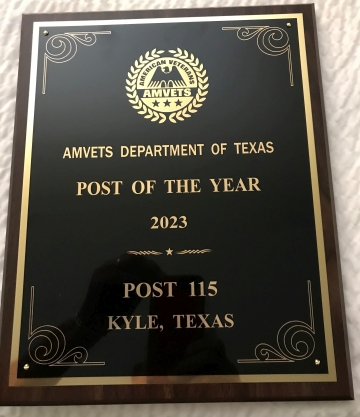 AMERICAN VETERANS
AMVETS
AMVETS DEPARTMENT OF TEXAS
POST OF THE YEAR
2023
POST 115
KYLE, TEXAS